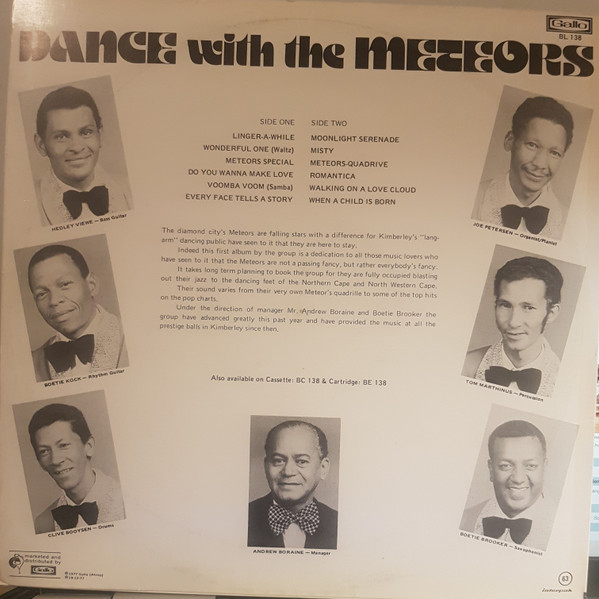 Gallo
BL 138
DANCE with the METEORS
SIDE ONE
LINGER-A-WHILE
WONDERFUL ONE (Waltz)
METEORS SPECIAL
DO YOU WANNA MAKE LOVE
VOOMBA VOOM (Samba)
EVERY FACE TELLS A STORY
SIDE TWO
MOONLIGHT SERENADE
MISTY
METEORS-QUADRIVE
ROMANTICA
WALKING ON A LOVE CLOUD
WHEN A CHILD IS BORN
HEDLEY VIEWE — Bass Guitar
JOE PETERSEN — Organist/Pianist
The diamond city's Meteors are falling stars with a difference for Kimberley's "lang-
arm" dancing public have seen to it that they are here to stay.
Indeed this first album by the group is a dedication to all those music lovers who
have seen to it that the Meteors are not a passing fancy, but rather everybody's fancy.
It takes long term planning to book the group for they are fully occupied blasting
out their jazz to the dancing feet of the Northern Cape and North Western Cape.
Their sound varies from their very own Meteor's quadrille to some of the top hits
on the pop charts.
Under the direction of manager Mr. Andrew Boraine and Boetie Brooker the
group have advanced greatly this past year and have provided the music at all the
prestige balls in Kimberley since then.
BOETIE KOCK — Rhythm Guitar
TOM MARTHINUS — Percussion
Also available on Cassette: BC 138 & Cartridge: BE 138
CLIVE BOOYSEN — Drums
ANDREW BORAINE — Manager
BOETIE BROOKER — Saxophonist
marketed and
distributed by
Gallo
63